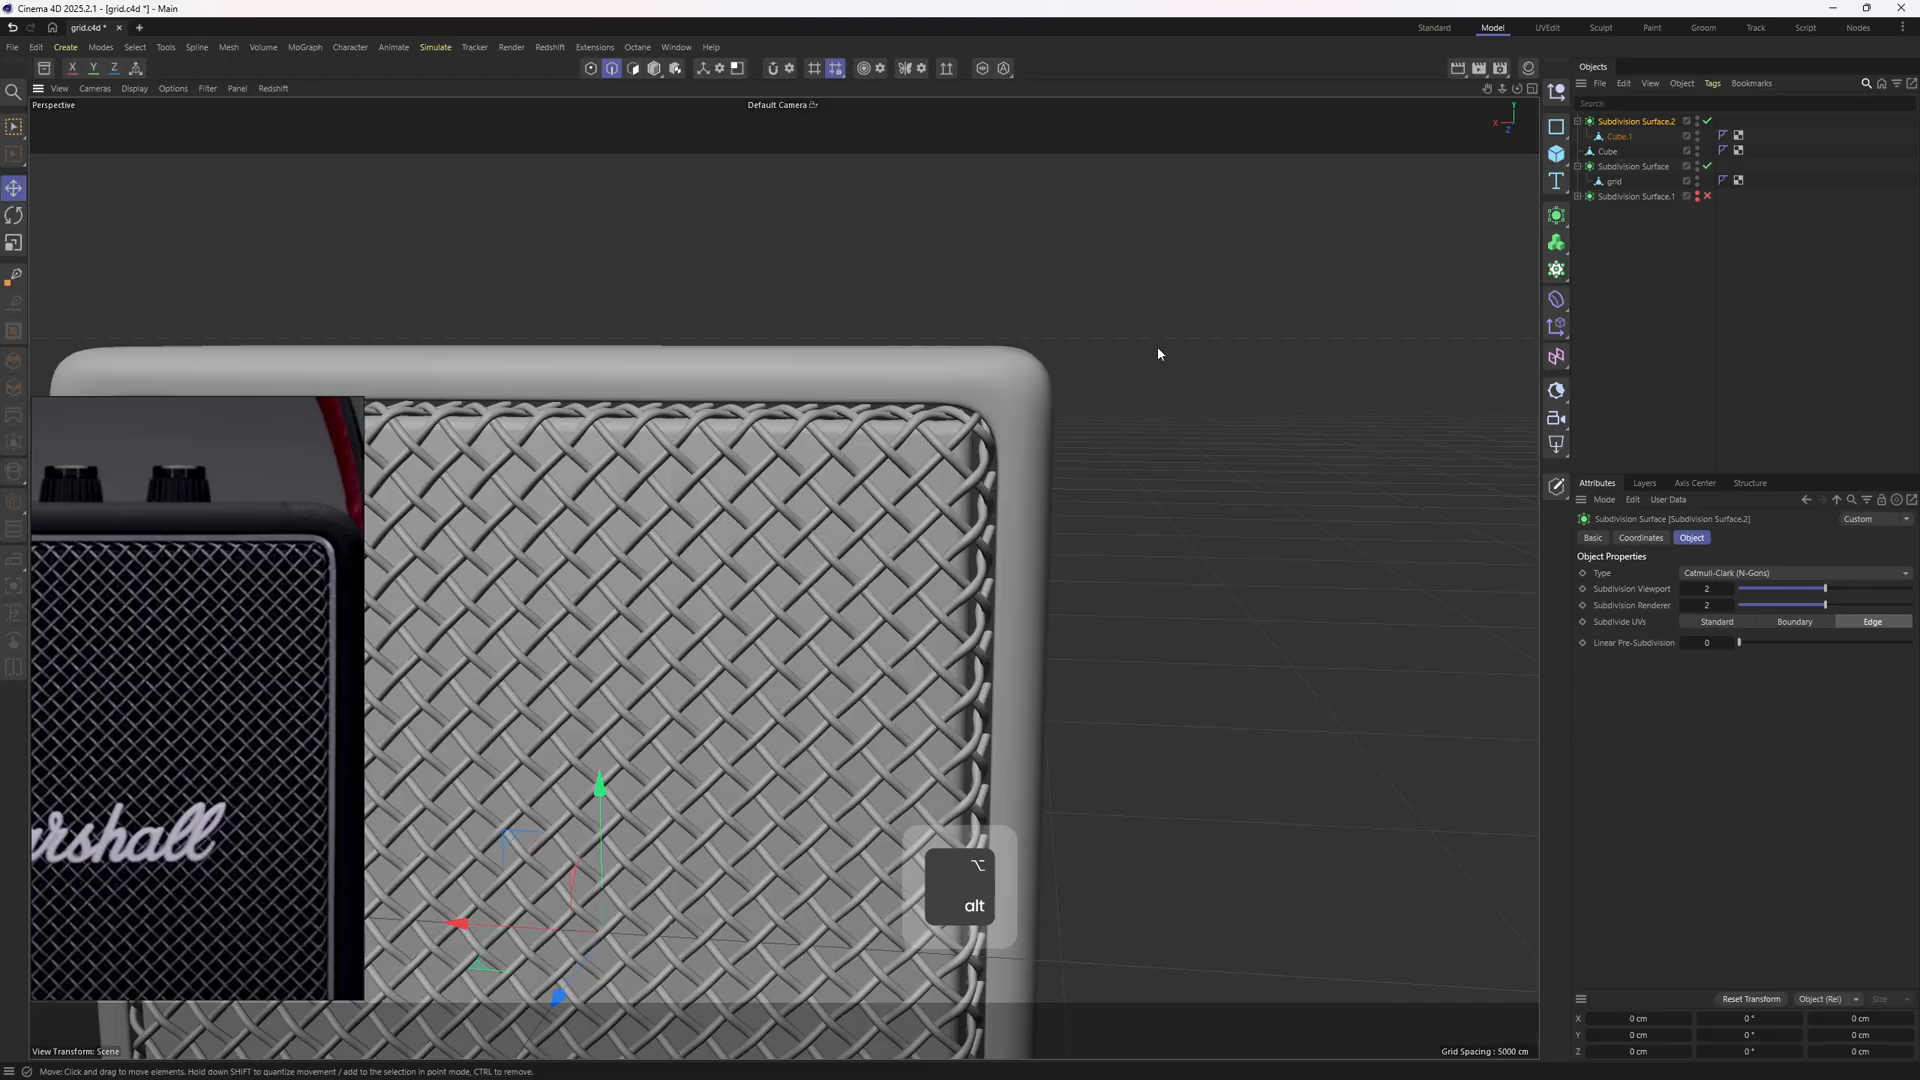 Cinema 4D 2025.2.1 - [grid.c4d *] - Main
grid.c4d *
Standard Model UVEdit Sculpt Paint Groom Track Script Nodes
File Edit Create Modes Select Tools Spline Mesh Volume MoGraph Character Animate Simulate Tracker Render Redshift Extensions Octane Window Help
X Y Z
View Cameras Display Options Filter Panel Redshift
Perspective
Default Camera
Y
X
Z
Objects
File Edit View Object Tags Bookmarks
Search
Subdivision Surface.2
Cube.1
Cube
Subdivision Surface
grid
Subdivision Surface.1
Attributes Layers Axis Center Structure
Mode Edit User Data
Subdivision Surface [Subdivision Surface.2]
Custom
Basic Coordinates Object
Object Properties
Type Catmull-Clark (N-Gons)
Subdivision Viewport 2
Subdivision Renderer 2
Subdivide UVs Standard Boundary Edge
Linear Pre-Subdivision 0
arshall
alt
Reset Transform Object (Rel) Size
X 0 cm 0 ° 0 cm
Y 0 cm 0 ° 0 cm
Z 0 cm 0 ° 0 cm
View Transform: Scene
Grid Spacing : 5000 cm
Move: Click and drag to move elements. Hold down SHIFT to quantize movement / add to the selection in point mode, CTRL to remove.